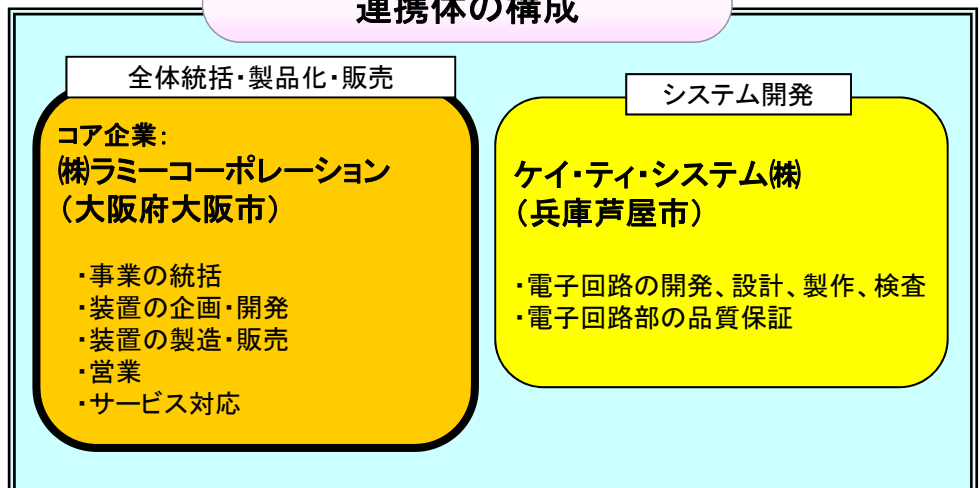 連携体の構成
全体統括・製品化・販売
コア企業:
㈱ラミーコーポレーション
(大阪府大阪市)
・事業の統括
・装置の企画・開発
・装置の製造・販売
・営業
・サービス対応
システム開発
ケイ・ティ・システム㈱
(兵庫芦屋市)
・電子回路の開発、設計、製作、検査
・電子回路部の品質保証